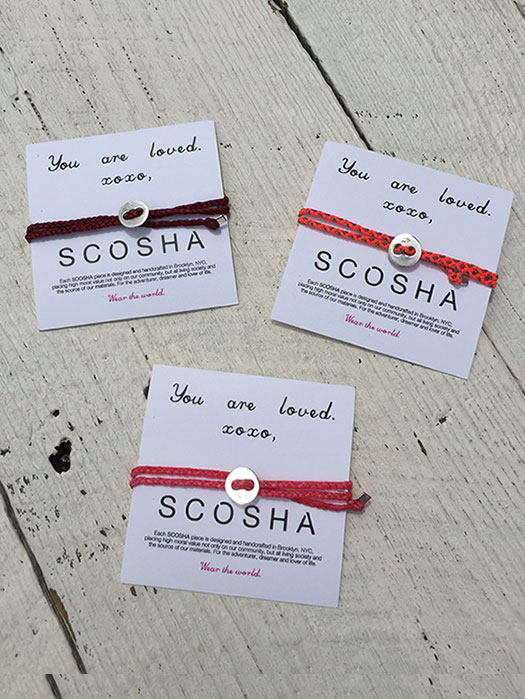 You are loved.
xoxo,
SCOSHA
Each SCOSHA piece is designed and handcrafted in Brooklyn, NYC,
placing high moral value not only on our community, but all living society and
the source of our materials. For the adventurer, dreamer and lover of life.
Wear the world.
You are loved.
xoxo,
SCOSHA
Each SCOSHA piece is designed and handcrafted in Brooklyn, NYC,
placing high moral value not only on our community, but all living society and
the source of our materials. For the adventurer, dreamer and lover of life.
Wear the world.
You are loved.
xoxo,
SCOSHA
Each SCOSHA piece is designed and handcrafted in Brooklyn, NYC,
placing high moral value not only on our community, but all living society and
the source of our materials. For the adventurer, dreamer and lover of life.
Wear the world.